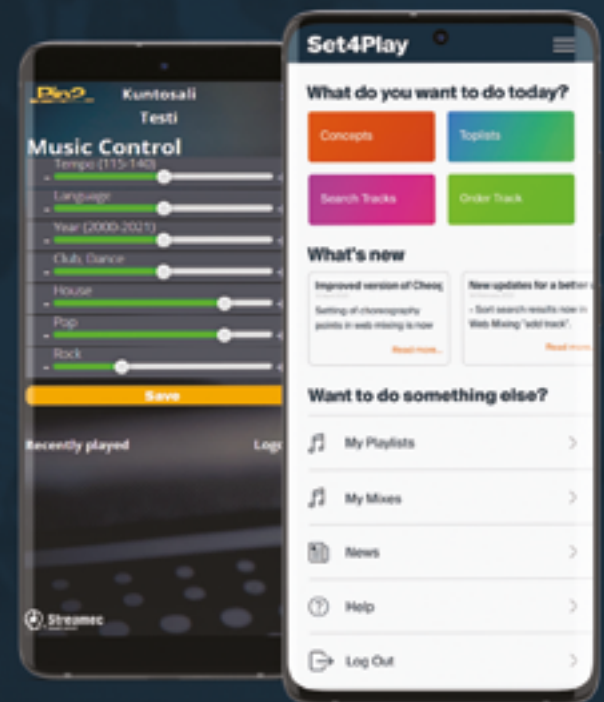 Kuntosali
Testi
Music Control
Tempo (115-140)
Language
Year (2000-2021)
Club, Dance
House
Pop
Rock
Save
Recently played
Streamec
Set4Play
What do you want to do today?
Concepts
Toplists
Search Tracks
Order Track
What's new
Improved version of
Setting of choreography
points in web mixing is now
Read more...
New updates for a better
- Sort search results now in
Web Mixing "add track".
Read more
Want to do something else?
My Playlists
My Mixes
News
Help
Log Out